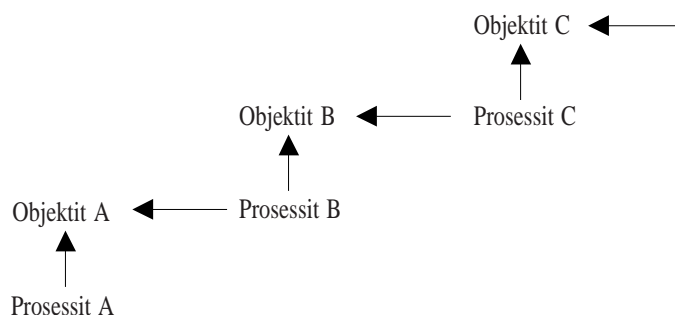 Objektit C
Objektit B
Prosessit C
Objektit A
Prosessit B
Prosessit A